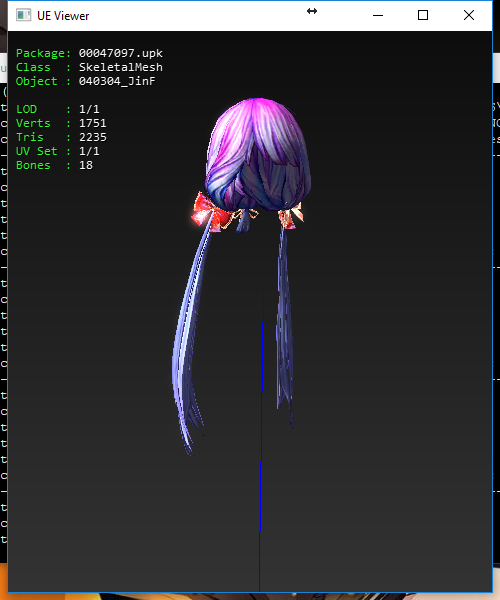 UE Viewer
Package: 00047097.upk
Class  : SkeletalMesh
Object : 040304_JinF
LOD    : 1/1
Verts  : 1751
Tris   : 2235
UV Set : 1/1
Bones  : 18